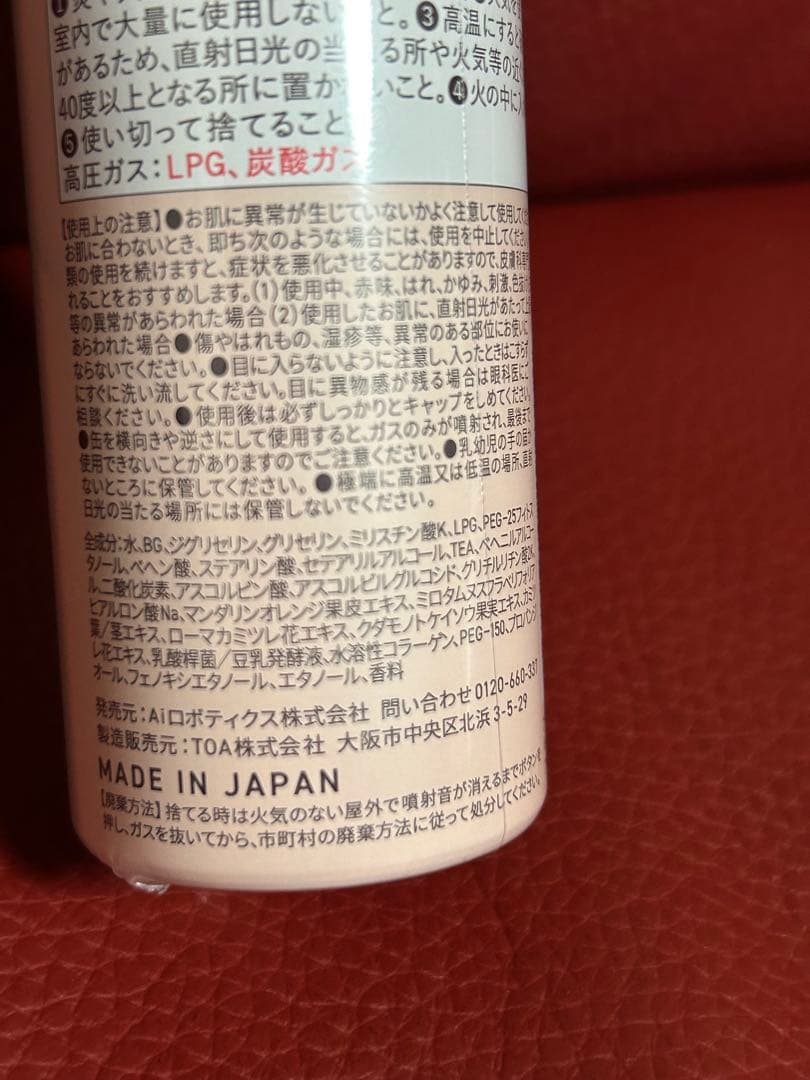 室内で大量に使用しない と。❸高温にすると
があるため、直射日光の当 る所や火気等の近
40度以上となる所に置か いこと。❹火の中に入
❺使い切って捨てること
高圧ガス：LPG、炭酸ガス
【使用上の注意】●お肌に異常が生じていないかよく注意して使用してくだ
お肌に合わないとき、即ち次のような場合には、使用を中止してください。
類の使用を続けますと、症状を悪化させることがありますので、皮膚科専
れることをおすすめします。(1)使用中、赤味、はれ、かゆみ、刺激、色抜け
等の異常があらわれた場合(2)使用したお肌に、直射日光があたって上
あらわれた場合●傷やはれもの、湿疹等、異常のある部位にお使いに
ならないでください。●目に入らないように注意し、入ったときはこすらず
にすぐに洗い流してください。目に異物感が残る場合は眼科医にご
相談ください。●使用後は必ずしっかりとキャップをしめてください。
●缶を横向きや逆さにして使用すると、ガスのみが噴射され、最後まで
使用できないことがありますのでご注意ください。●乳幼児の手の届か
ないところに保管してください。●極端に高温又は低温の場所、直射
日光の当たる場所には保管しないでください。
全成分：水、BG、ジグリセリン、グリセリン、ミリスチン酸K、LPG、PEG-25フィトス
タノール、ベヘン酸、ステアリン酸、セテアリルアルコール、TEA、ベヘニルアルコー
ル、二酸化炭素、アスコルビン酸、アスコルビルグルコシド、グリチルリチン酸2K、
ヒアルロン酸Na、マンダリンオレンジ果皮エキス、ミロタムヌスフラベリフォリア
葉/茎エキス、ローマカミツレ花エキス、クダモノトケイソウ果実エキス、カミツ
レ花エキス、乳酸桿菌/豆乳発酵液、水溶性コラーゲン、PEG-150、プロパンジ
オール、フェノキシエタノール、エタノール、香料
発売元：Aiロボティクス株式会社 問い合わせ 0120-660-337
製造販売元：TOA株式会社 大阪市中央区北浜3-5-29
MADE IN JAPAN
【廃棄方法】捨てる時は火気のない屋外で噴射音が消えるまでボタンを
押し、ガスを抜いてから、市町村の廃棄方法に従って処分してください。